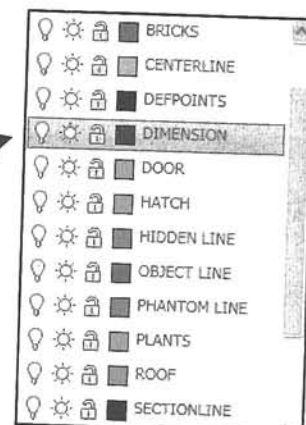 BRICKS
CENTERLINE
DEFPOINTS
DIMENSION
DOOR
HATCH
HIDDEN LINE
OBJECT LINE
PHANTOM LINE
PLANTS
ROOF
SECTIONLINE